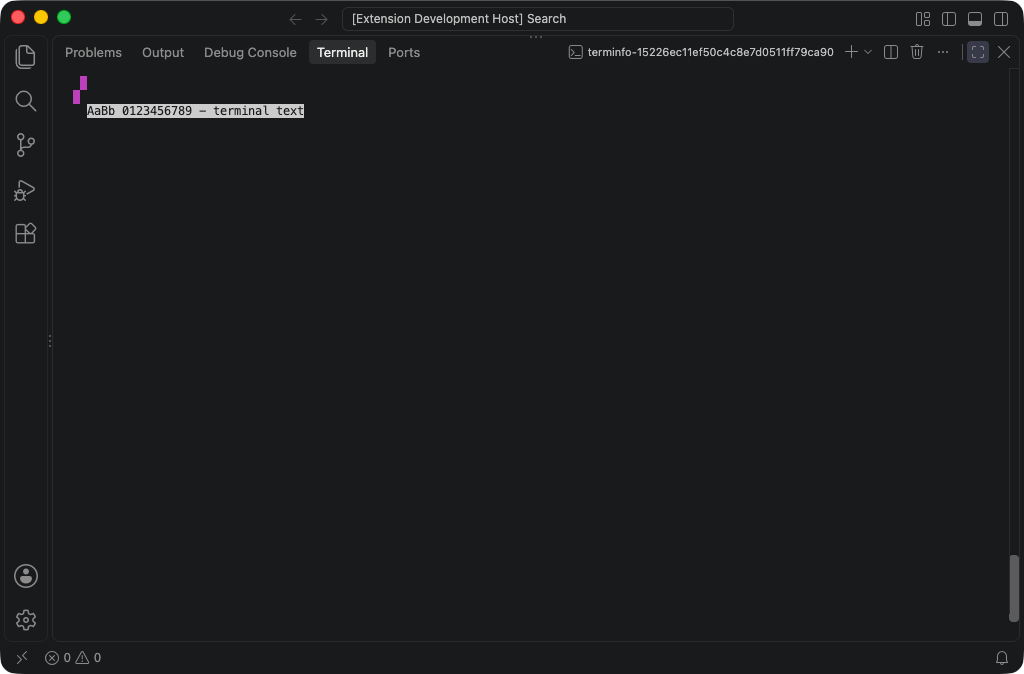 [Extension Development Host] Search
Problems Output Debug Console Terminal Ports terminfo-15226ec11ef50c4c8e7d0511ff79ca90
AaBb 0123456789 – terminal text
0 0